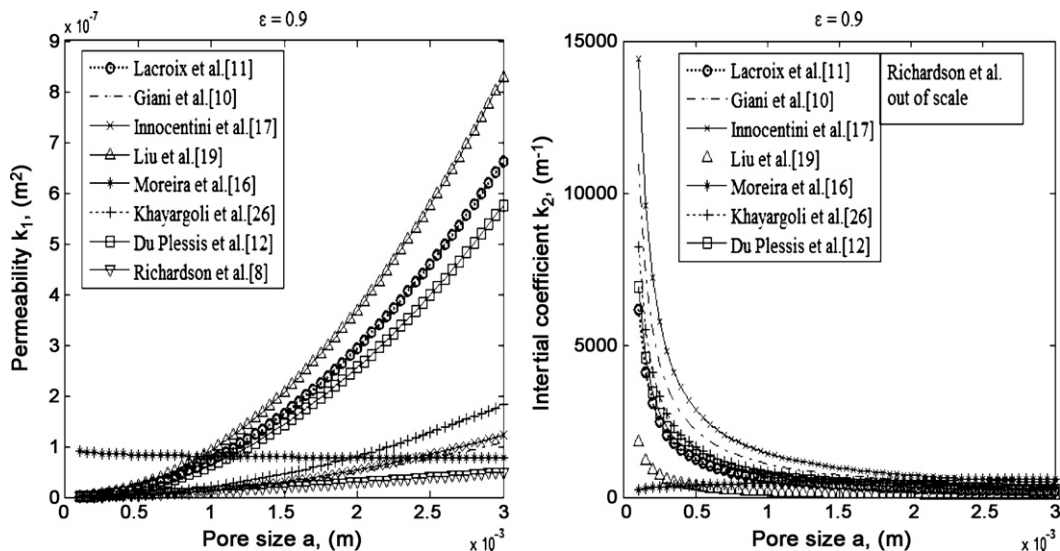 ε = 0.9
x 10⁻⁷
9
8
7
6
5
4
3
2
1
0
Permeability k₁, (m²)
Lacroix et al.[11]
Giani et al.[10]
Innocentini et al.[17]
Liu et al.[19]
Moreira et al.[16]
Khayargoli et al.[26]
Du Plessis et al.[12]
Richardson et al.[8]
0 0.5 1 1.5 2 2.5 3
Pore size a, (m)
x 10⁻³
ε = 0.9
15000
10000
5000
0
Intertial coefficient k₂, (m⁻¹)
Lacroix et al.[11]
Giani et al.[10]
Innocentini et al.[17]
Liu et al.[19]
Moreira et al.[16]
Khayargoli et al.[26]
Du Plessis et al.[12]
Richardson et al.
out of scale
0 0.5 1 1.5 2 2.5 3
Pore size a, (m)
x 10⁻³